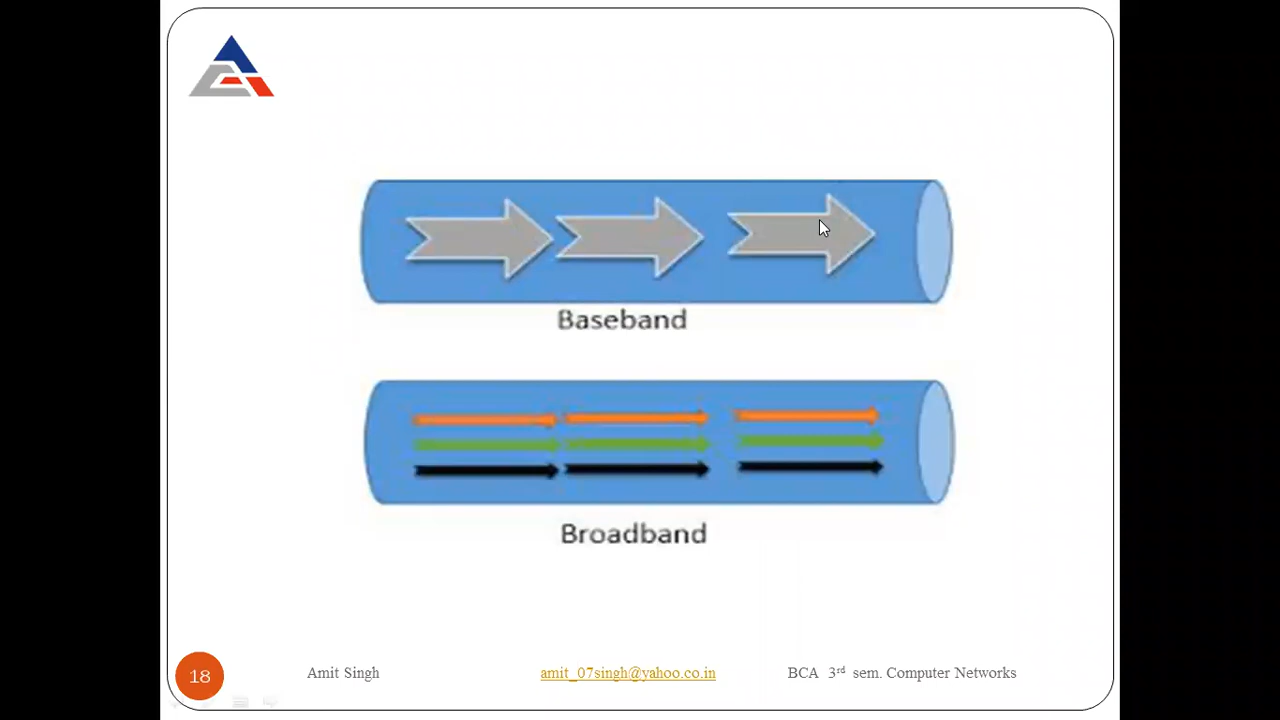 Baseband
Broadband
18 Amit Singh amit_07singh@yahoo.co.in BCA 3rd sem. Computer Networks